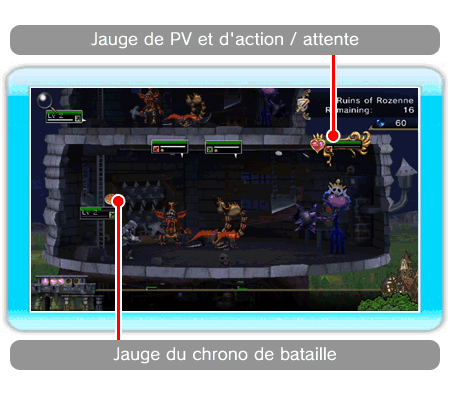 Jauge de PV et d'action / attente
Ruins of Rozenne
Remaining: 16
60
Jauge du chrono de bataille